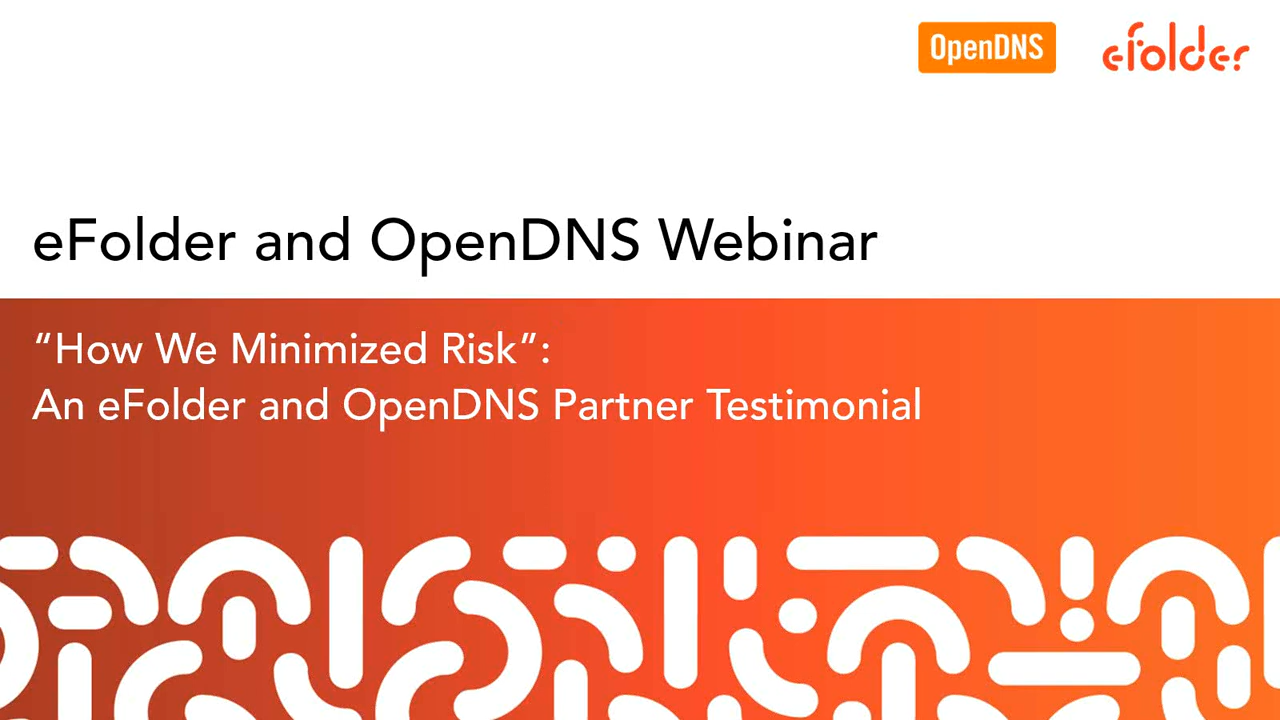 OpenDNS eFolder
eFolder and OpenDNS Webinar
“How We Minimized Risk”:
An eFolder and OpenDNS Partner Testimonial